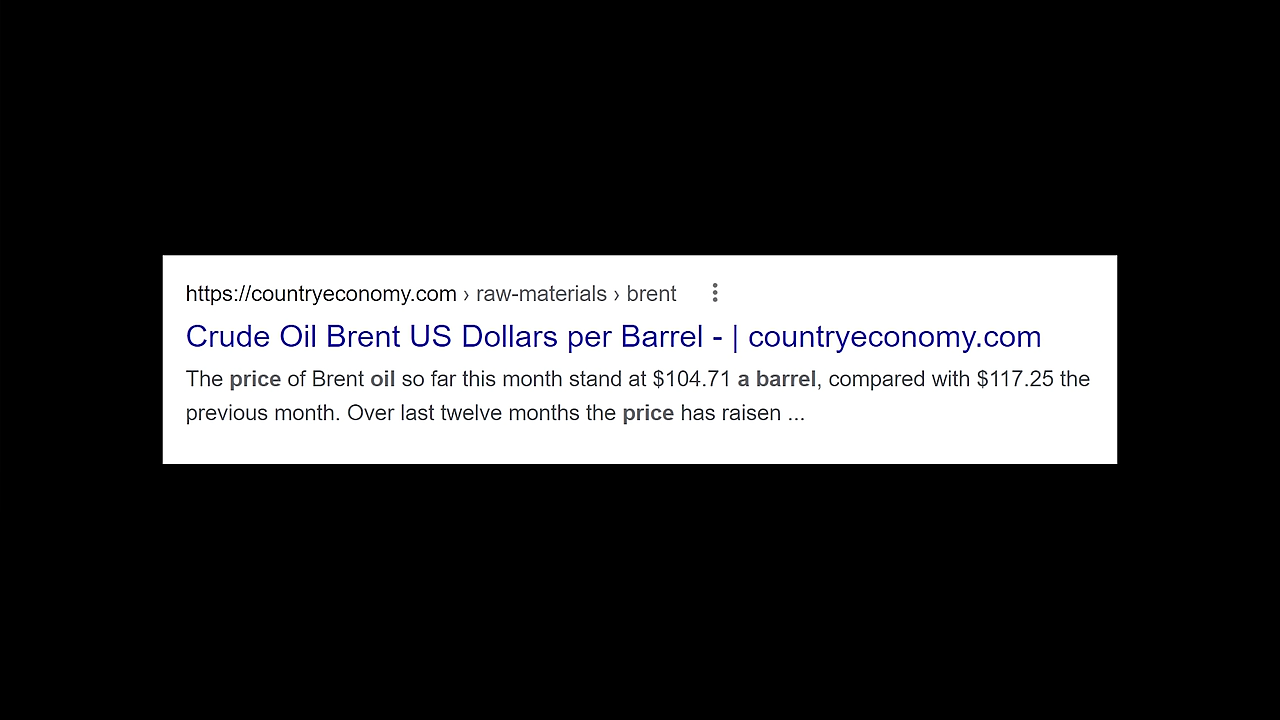 https://countryeconomy.com › raw-materials › brent
Crude Oil Brent US Dollars per Barrel - | countryeconomy.com
The price of Brent oil so far this month stand at $104.71 a barrel, compared with $117.25 the
previous month. Over last twelve months the price has raisen ...